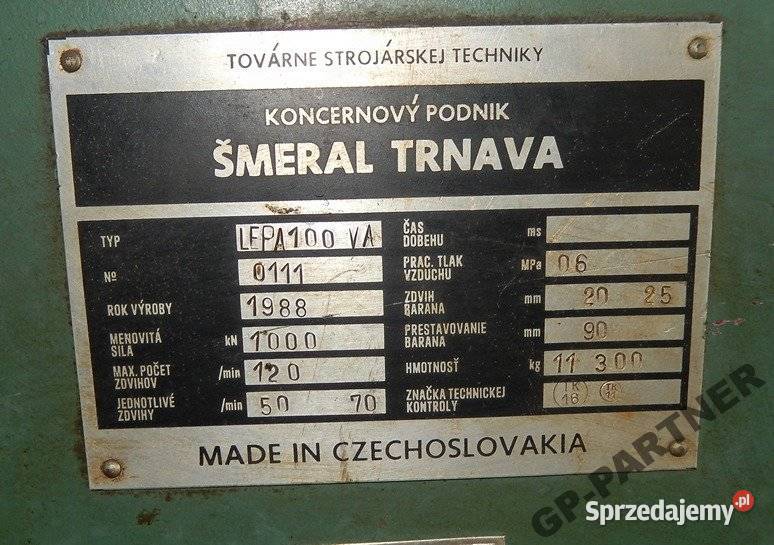 TOVÁRNE STROJÁRSKEJ TECHNIKY
KONCERNOVÝ PODNIK
ŠMERAL TRNAVA
TYP LEPA100 VA
No 0111
ROK VÝROBY 1988
MENOVITÁ SILA kN 1000
MAX. POČET ZDVIHOV /min 120
JEDNOTLIVÉ ZDVIHY /min 50 70
ČAS DOBEHU ms
PRAC. TLAK VZDUCHU MPa 06
ZDVIH BARANA mm 20 25
PRESTAVOVANIE BARANA mm 90
HMOTNOSŤ kg 11 300
ZNAČKA TECHNICKEJ KONTROLY TK 16 TK
MADE IN CZECHOSLOVAKIA
GP-PARTNER
Sprzedajemy.pl